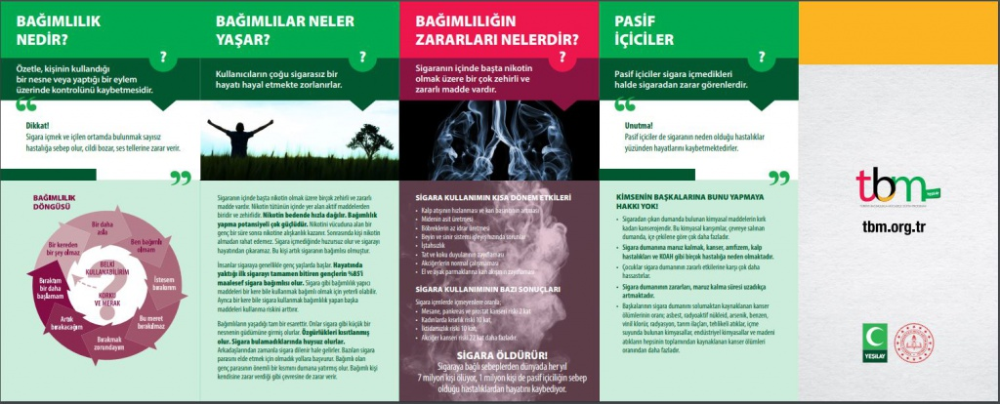 BAĞIMLILIK
NEDİR?
?
Özetle, kişinin kullandığı
bir nesne veya yaptığı bir eylem
üzerinde kontrolünü kaybetmesidir.
Dikkat!
Sigara içmek ve içilen ortamda bulunmak sayısız
hastalığa sebep olur, cildi bozar, ses tellerine zarar verir.
BAĞIMLILIK
DÖNGÜSÜ
Bir daha
asla
Ben bağımlı
olmam
İstesem
bırakırım
Bu meret
bırakılmaz
Bırakmak
zorundayım
Artık
bırakacağım
Bıraktım
bir daha
başlamam
Bir kereden
bir şey olmaz
BELKİ
KULLANABİLİRİM
KORKU
VE MERAK
BAĞIMLILAR NELER
YAŞAR?
?
Kullanıcıların çoğu sigarasız bir
hayatı hayal etmekte zorlanırlar.
Sigaranın içinde başta nikotin olmak üzere birçok zehirli ve zararlı
madde vardır. Nikotin tütünün içinde yer alan aktif maddelerden
biridir ve zehirlidir. Nikotin bedende hızla dağılır. Bağımlılık
yapma potansiyeli çok güçlüdür. Nikotini vücuduna alan bir
genç bir süre sonra nikotine alışkanlık kazanır. Sonrasında kişi nikotin
almadan rahat edemez. Sigara içmediğinde huzursuz olur ve sigarayı
hayatından çıkaramaz. Bu kişi artık sigaranın bağımlısı olmuştur.
İnsanlar sigaraya genellikle genç yaşlarda başlar. Hayatında
yaktığı ilk sigarayı tamamen bitiren gençlerin %85'i
maalesef sigara bağımlısı olur. Sigara gibi bağımlılık yapıcı
maddeleri bir kere bile kullanmak bağımlı olmak için yeterli olabilir.
Ayrıca bir kere bile sigara kullanmak bağımlılık yapan başka
maddeleri kullanma riskini arttırır.
Bağımlıların yaşadığı tam bir esarettir. Onlar sigara gibi küçük bir
nesnenin güdümüne girmiş olurlar. Özgürlükleri kısıtlanmış
olur. Sigara bulamadıklarında huysuz olurlar.
Arkadaşlarından zamanla sigara dilenir hale gelirler. Bazıları sigara
parasını elde etmek için olmadık yollara başvurur. Bağımlı olan
genç parasının önemli bir kısmını dumana yatırmış olur. Bağımlı kişi
kendisine zarar verdiği gibi çevresine de zarar verir.
BAĞIMLILIĞIN
ZARARLARI NELERDİR?
?
Sigaranın içinde başta nikotin
olmak üzere bir çok zehirli ve
zararlı madde vardır.
SİGARA KULLANIMIN KISA DÖNEM ETKİLERİ
• Kalp atışının hızlanması ve kan basıncının artması
• Midenin asit üretmesi
• Böbreklerin az idrar üretmesi
• Beyin ve sinir sistemi işleyişinde sorunlar
• İştahsızlık
• Tat ve koku duyularının zayıflaması
• Akciğerlerin normal çalışmaması
• El ve ayak parmaklarına kan akışının zayıflaması
SİGARA KULLANIMININ BAZI SONUÇLARI
Sigara içenlerde içmeyenlere oranla;
• Mesane, pankreas ve prostat kanseri riski 2 kat,
• Kadınlarda kısırlık riski 10 kat,
• İktidarsızlık riski 10 kat,
• Akciğer kanseri riski 22 kat daha fazladır.
SİGARA ÖLDÜRÜR!
Sigaraya bağlı sebeplerden dünyada her yıl
7 milyon kişi ölüyor, 1 milyon kişi de pasif içiciliğin sebep
olduğu hastalıklardan hayatını kaybediyor.
PASİF
İÇİCİLER
?
Pasif içiciler sigara içmedikleri
halde sigaradan zarar görenlerdir.
Unutma!
Pasif içiciler de sigaranın neden olduğu hastalıklar
yüzünden hayatlarını kaybetmektedirler.
KİMSENİN BAŞKALARINA BUNU YAPMAYA
HAKKI YOK!
• Sigaradan çıkan dumanda bulunan kimyasal maddelerin kırk
kadarı kanserojendir. Bu kimyasal karışımlar, çevreye salınan
dumanda, içe çekilene göre çok daha fazladır.
• Sigara dumanına maruz kalmak, kanser, amfizem, kalp
hastalıkları ve KOAH gibi birçok hastalığa neden olmaktadır.
• Çocuklar sigara dumanının zararlı etkilerine karşı çok daha
hassastırlar.
• Sigara dumanının zararları, maruz kalma süresi uzadıkça
artmaktadır.
• Başkalarının sigara dumanını solumaktan kaynaklanan kanser
ölümlerinin oranı; asbest, radyoaktif nüklеid, arsenik, benzen,
vinil klorür, radyasyon, tarım ilaçları, tehlikeli atıklar, içme
suyunda bulunan kimyasallar, endüstriyel kimyasallar ve madeni
atıkların hepsinin toplamından kaynaklanan kanser ölümleri
oranından daha fazladır.
tbm
tbm.org.tr
YEŞİLAY